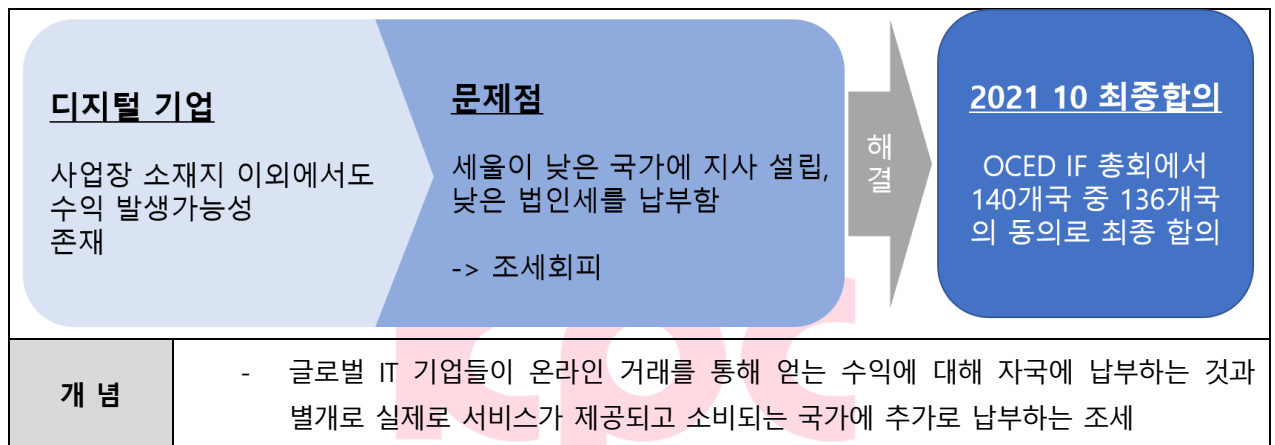 디지털 기업
사업장 소재지 이외에서도
수익 발생가능성
존재
문제점
세울이 낮은 국가에 지사 설립,
낮은 법인세를 납부함
-> 조세회피
해
결
2021 10 최종합의
OCED IF 총회에서
140개국 중 136개국
의 동의로 최종 합의
개 념
- 글로벌 IT 기업들이 온라인 거래를 통해 얻는 수익에 대해 자국에 납부하는 것과
별개로 실제로 서비스가 제공되고 소비되는 국가에 추가로 납부하는 조세
kpc